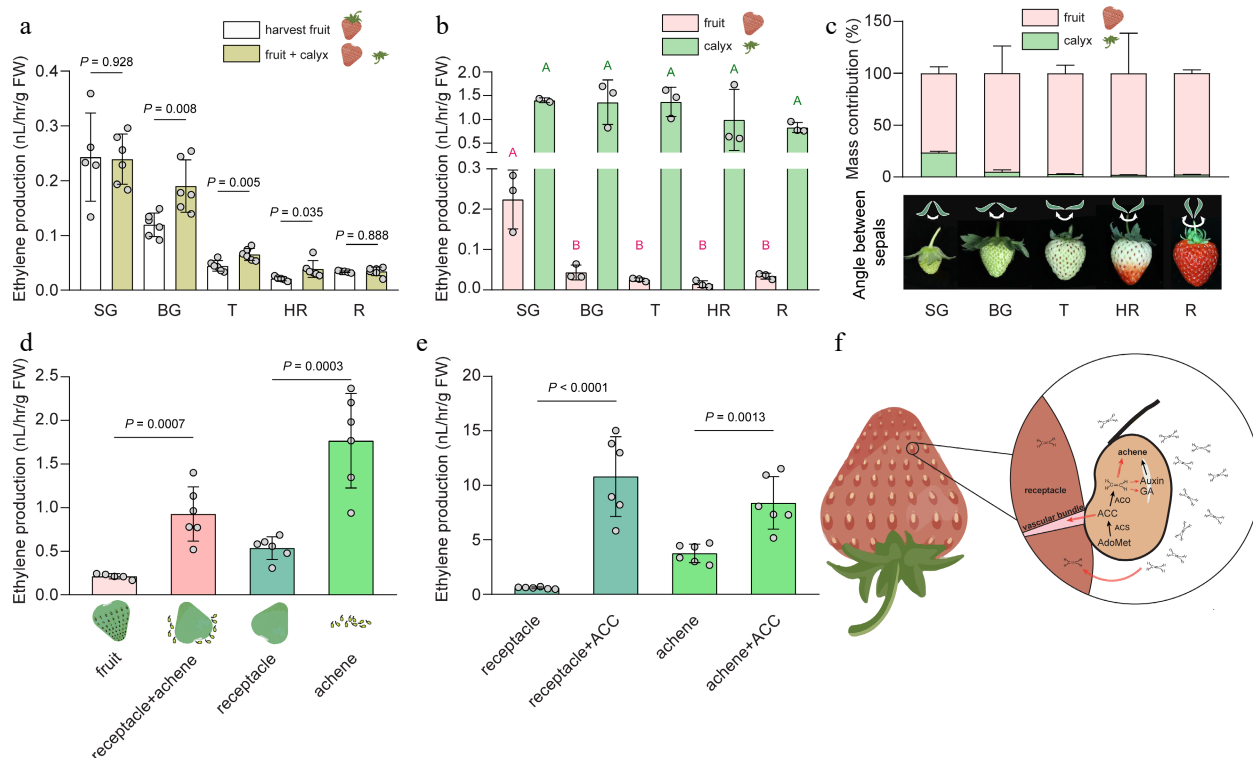 a
harvest fruit
fruit + calyx
Ethylene production (nL/hr/g FW)
0.4
0.3
0.2
0.1
0.0
P = 0.928
P = 0.008
P = 0.005
P = 0.035
P = 0.888
SG BG T HR R
b
fruit
calyx
Ethylene production (nL/hr/g FW)
2.0
1.5
1.0
0.5
0.3
0.2
0.1
0.0
A A A A A
A B B B B
SG BG T HR R
c
fruit
calyx
Mass contribution (%)
100
50
0
Angle between
sepals
SG BG T HR R
d
Ethylene production (nL/hr/g FW)
2.5
2.0
1.5
1.0
0.5
0.0
P = 0.0007
P = 0.0003
fruit
receptacle+achene
receptacle
achene
e
Ethylene production (nL/hr/g FW)
20
15
10
5
0
P < 0.0001
P = 0.0013
receptacle
receptacle+ACC
achene
achene+ACC
f
receptacle
vascular bundle
achene
Auxin
GA
ACO
ACC
ACS
AdoMet